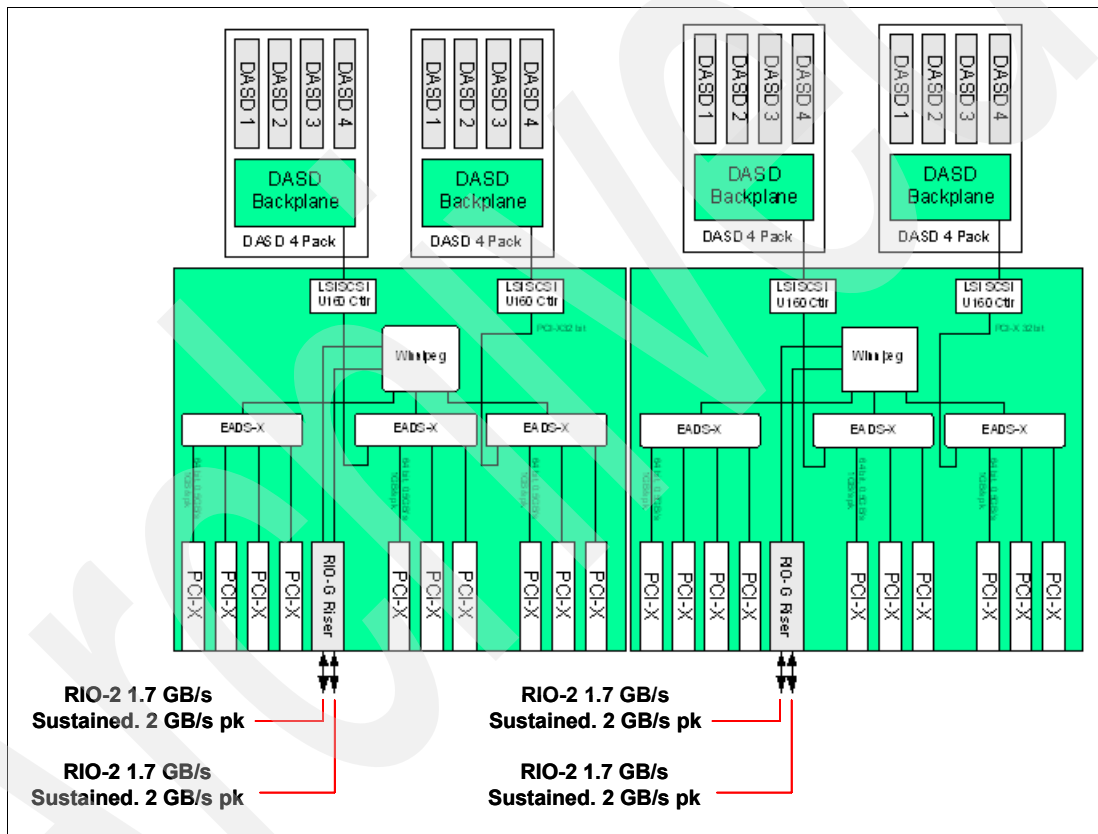 DASD 1
DASD 2
DASD 3
DASD 4
DASD 1
DASD 2
DASD 3
DASD 4
DASD 1
DASD 2
DASD 3
DASD 4
DASD 1
DASD 2
DASD 3
DASD 4
DASD
Backplane
DASD
Backplane
DASD
Backplane
DASD
Backplane
DASD 4 Pack
DASD 4 Pack
DASD 4 Pack
DASD 4 Pack
LSI SCSI
U160 Ctlr
LSI SCSI
U160 Ctlr
LSI SCSI
U160 Ctlr
LSI SCSI
U160 Ctlr
PCI-X 32 bit
PCI-X 32 bit
Winnipeg
Winnipeg
EADS-X
EADS-X
EADS-X
EADS-X
EADS-X
EADS-X
PCI-X
PCI-X
PCI-X
PCI-X
RIO-G Riser
PCI-X
PCI-X
PCI-X
PCI-X
PCI-X
PCI-X
PCI-X
PCI-X
PCI-X
PCI-X
RIO-G Riser
PCI-X
PCI-X
PCI-X
PCI-X
PCI-X
PCI-X
RIO-2 1.7 GB/s
Sustained. 2 GB/s pk
RIO-2 1.7 GB/s
Sustained. 2 GB/s pk
RIO-2 1.7 GB/s
Sustained. 2 GB/s pk
RIO-2 1.7 GB/s
Sustained. 2 GB/s pk